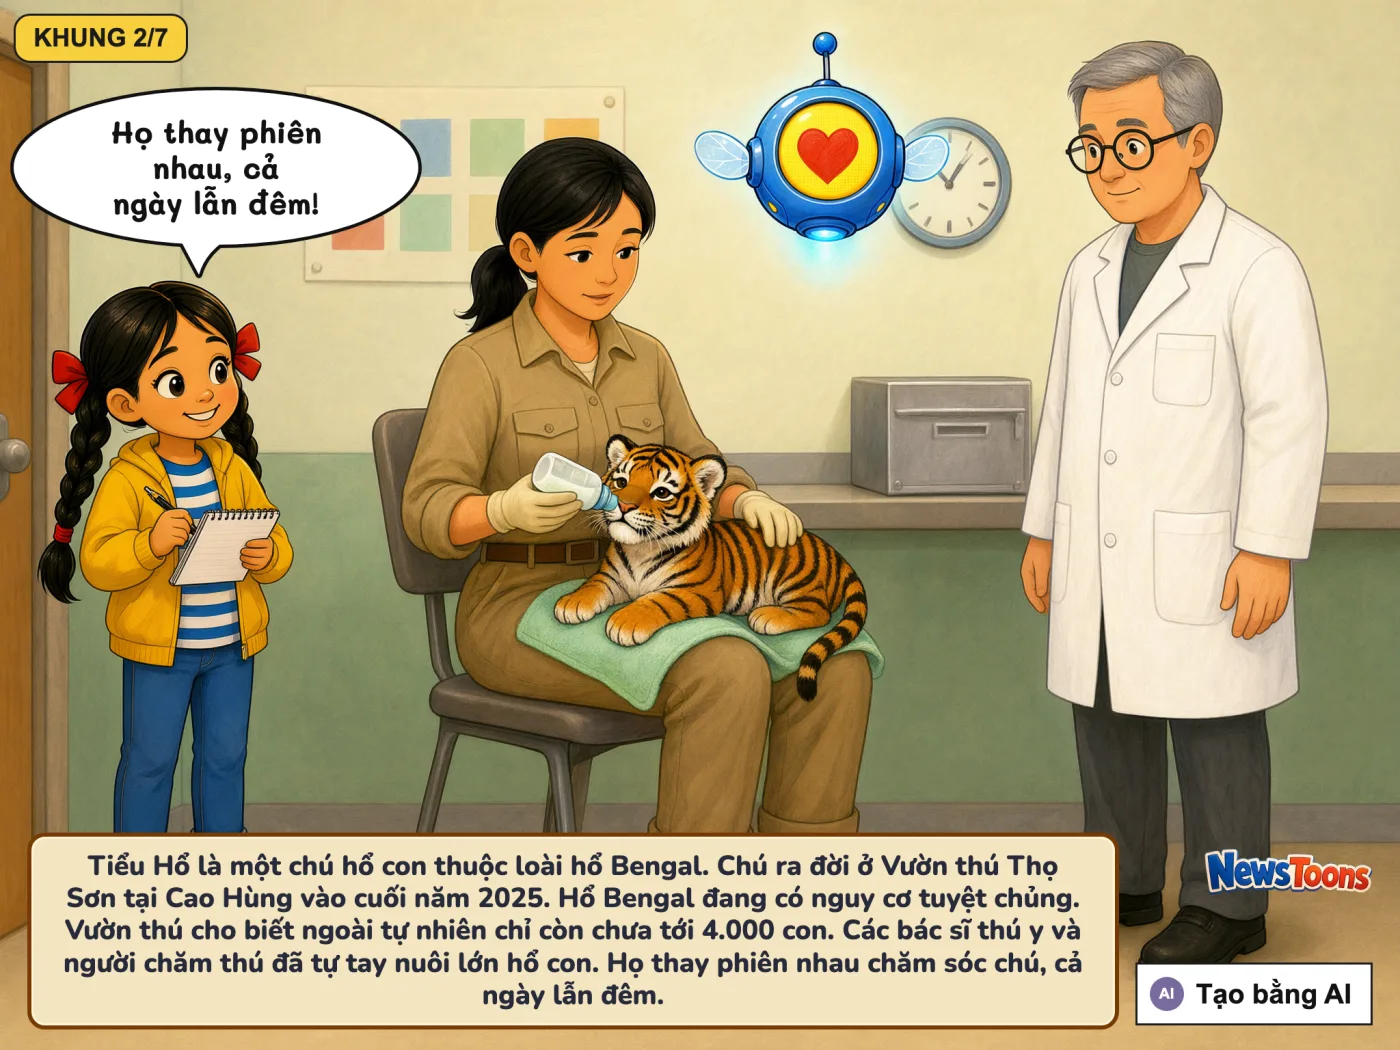 KHUNG 2/7
Họ thay phiên
nhau, cả
ngày lẫn đêm!
Tiểu Hổ là một chú hổ con thuộc loài hổ Bengal. Chú ra đời ở Vườn thú Thọ
Sơn tại Cao Hùng vào cuối năm 2025. Hổ Bengal đang có nguy cơ tuyệt chủng.
Vườn thú cho biết ngoài tự nhiên chỉ còn chưa tới 4.000 con. Các bác sĩ thú y và
người chăm thú đã tự tay nuôi lớn hổ con. Họ thay phiên nhau chăm sóc chú, cả
ngày lẫn đêm.
NEWSTOONS
AI Tạo bằng AI